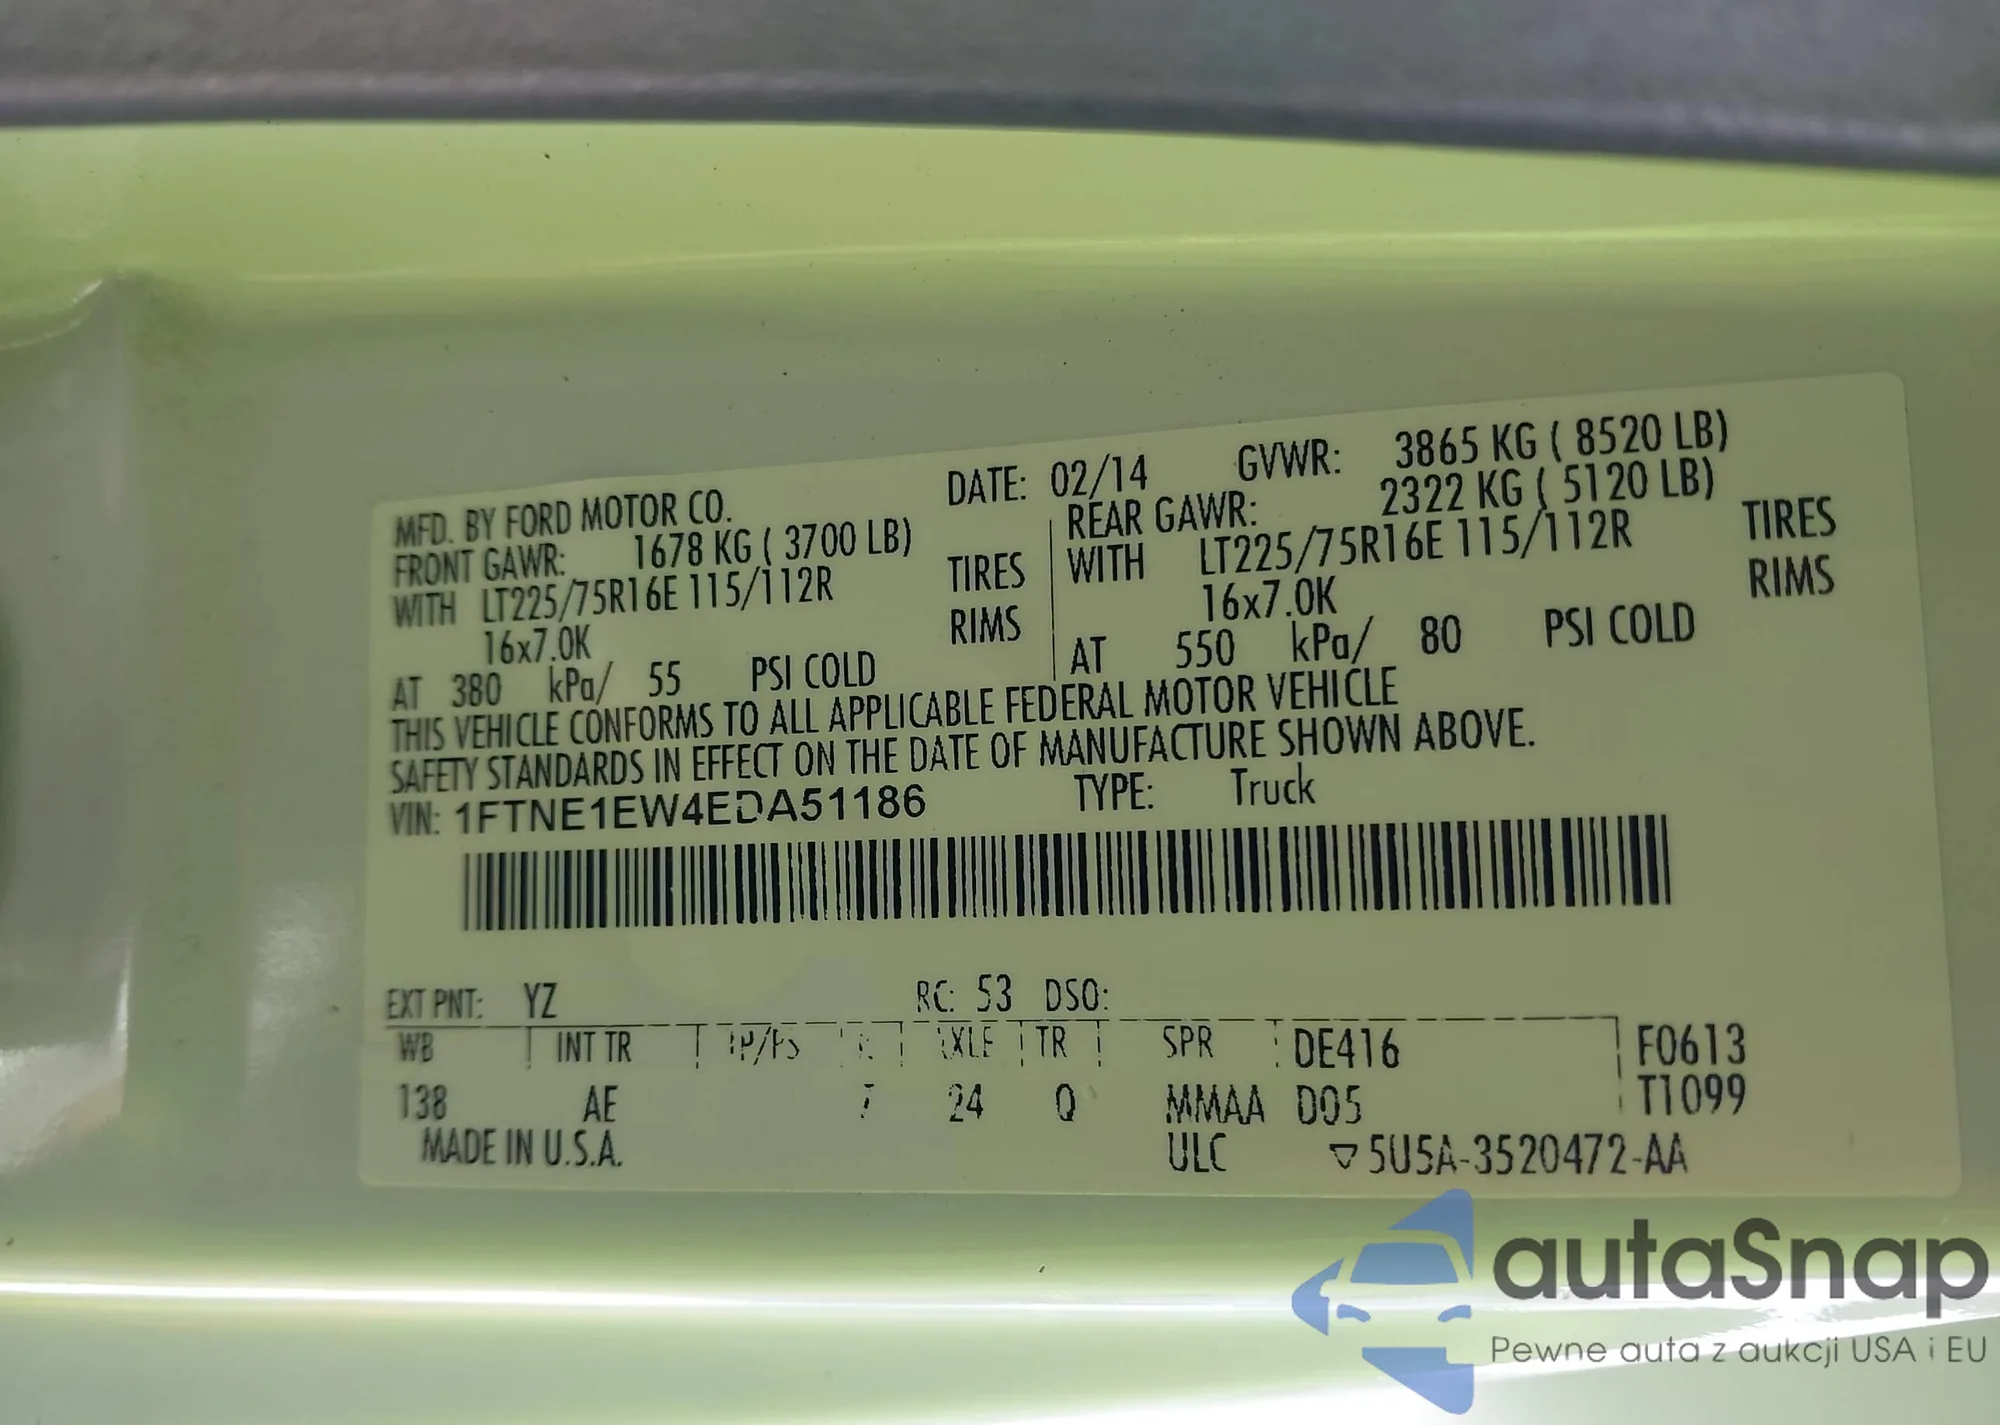 MFD. BY FORD MOTOR CO. DATE: 02/14 GVWR: 3865 KG ( 8520 LB)
FRONT GAWR: 1678 KG ( 3700 LB) REAR GAWR: 2322 KG ( 5120 LB)
WITH LT225/75R16E 115/112R TIRES WITH LT225/75R16E 115/112R TIRES
16x7.0K RIMS 16x7.0K RIMS
AT 380 kPa/ 55 PSI COLD AT 550 kPa/ 80 PSI COLD
THIS VEHICLE CONFORMS TO ALL APPLICABLE FEDERAL MOTOR VEHICLE
SAFETY STANDARDS IN EFFECT ON THE DATE OF MANUFACTURE SHOWN ABOVE.
VIN: 1FTNE1EW4EDA51186 TYPE: Truck
EXT PNT: YZ RC: 53 DSO:
WB INT TR TP/PS R AXLE TR SPR DE416 F0613
138 AE 7 24 Q MMAA D05 T1099
MADE IN U.S.A. ULC ▽5U5A-3520472-AA
autaSnap
Pewne auta z aukcji USA i EU